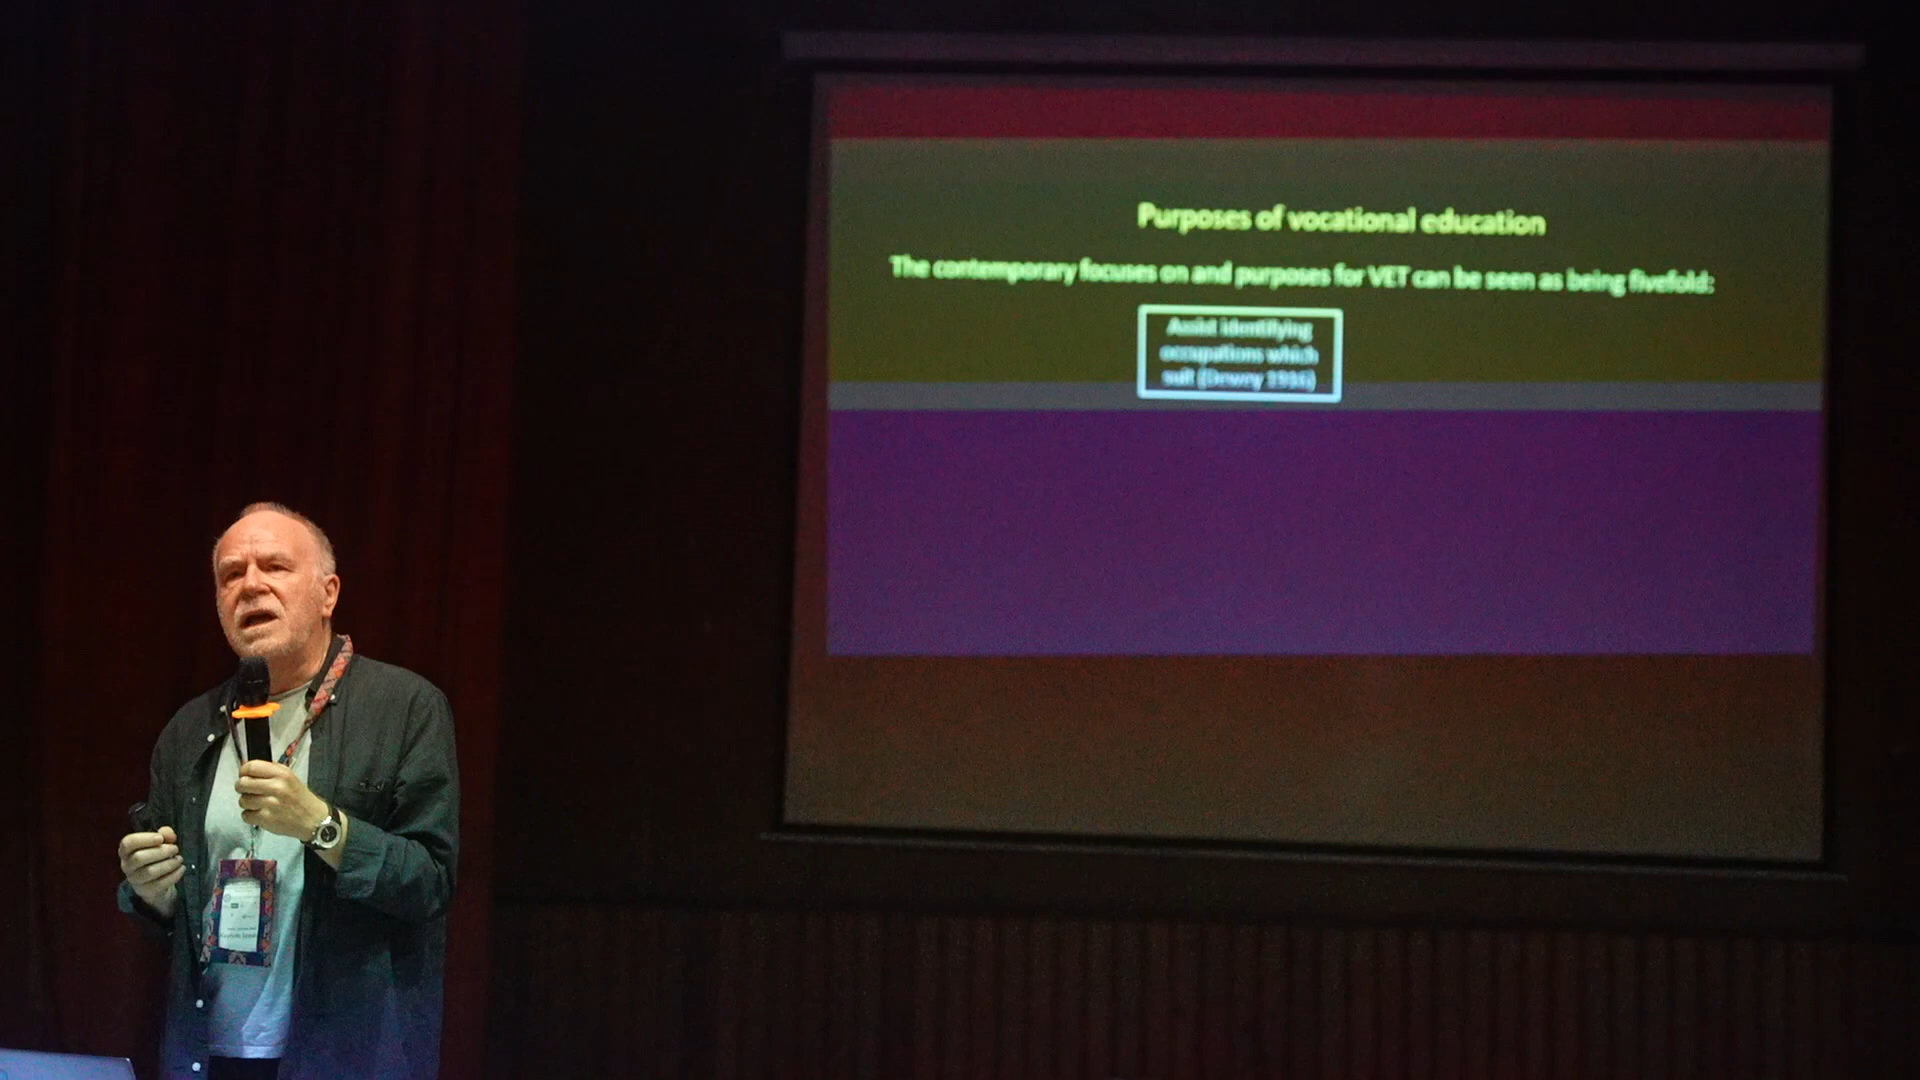 Purposes of vocational education
The contemporary focuses on and purposes for VET can be seen as being fivefold:
Assist identifying
occupations which
suit (Dewey 1916)